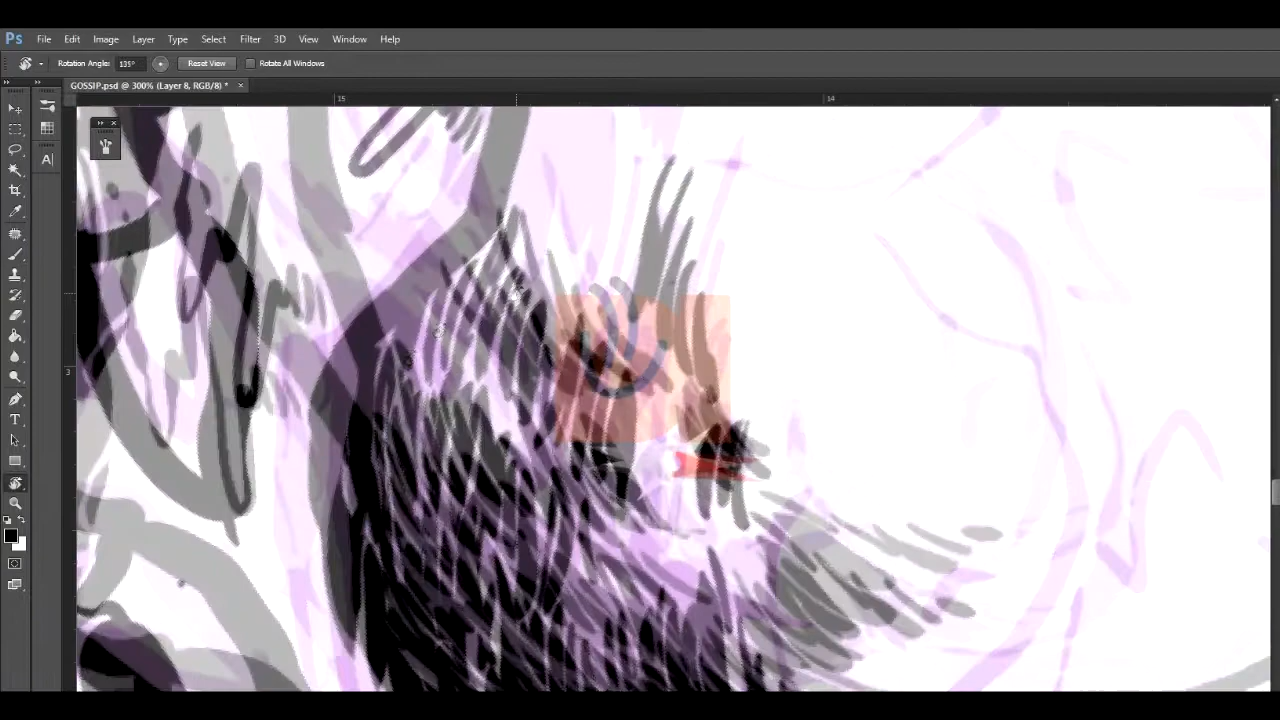 Ps File Edit Image Layer Type Select Filter 3D View Window Help
Rotation Angle: 135° Reset View Rotate All Windows
GOSSIP.psd @ 300% (Layer 8, RGB/8) * ×
15 14
A|
3
T